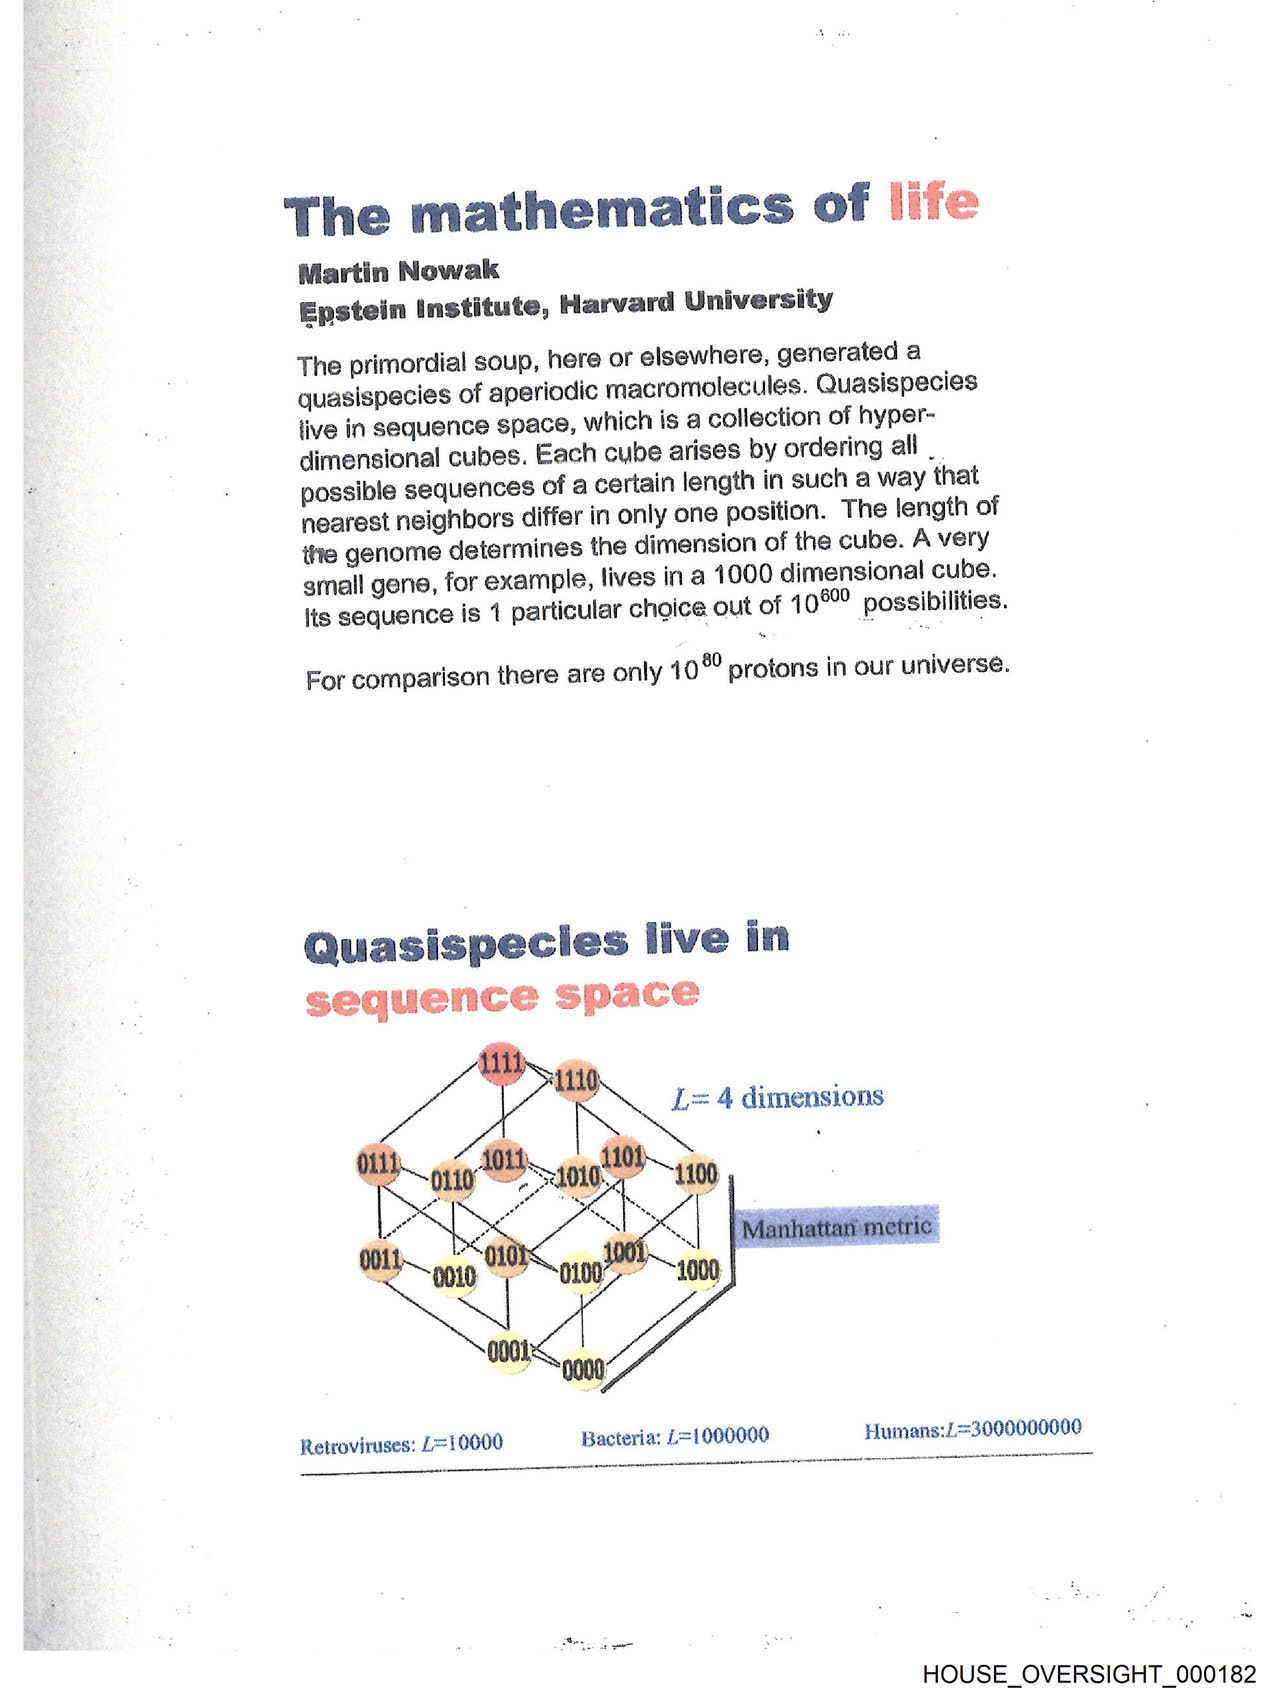 The mathematics of life
Martin Nowak
Epstein Institute, Harvard University
The primordial soup, here or elsewhere, generated a
quasispecies of aperiodic macromolecules. Quasispecies
live in sequence space, which is a collection of hyper-
dimensional cubes. Each cube arises by ordering all
possible sequences of a certain length in such a way that
nearest neighbors differ in only one position. The length of
the genome determines the dimension of the cube. A very
small gene, for example, lives in a 1000 dimensional cube.
Its sequence is 1 particular choice out of 10⁶⁰⁰ possibilities.
For comparison there are only 10⁸⁰ protons in our universe.
Quasispecies live in
sequence space
1111
1110
L= 4 dimensions
0111
0110
1011
1010
1101
1100
Manhattan metric
0011
0010
0101
0100
1001
1000
0001
0000
Retroviruses: L=10000
Bacteria: L=1000000
Humans:L=3000000000
HOUSE_OVERSIGHT_000182